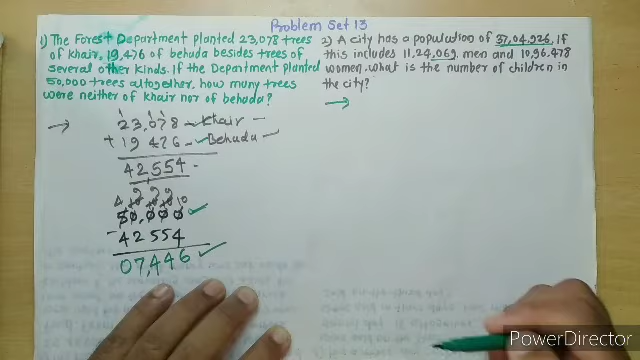 Problem Set 13
1) The Forest Department planted 23,078 trees
of Khair, 19,476 of behada besides trees of
several other kinds. If the Department planted
50,000 trees altogether, how many trees
were neither of Khair nor of behada?
2) A city has a population of 37,04,926. If
this includes 11,24,069 men and 10,96,478
women. what is the number of children in
the city?
23,078 Khair
+ 19 476 Behada
42554
50,000
- 42554
07,446
PowerDirector